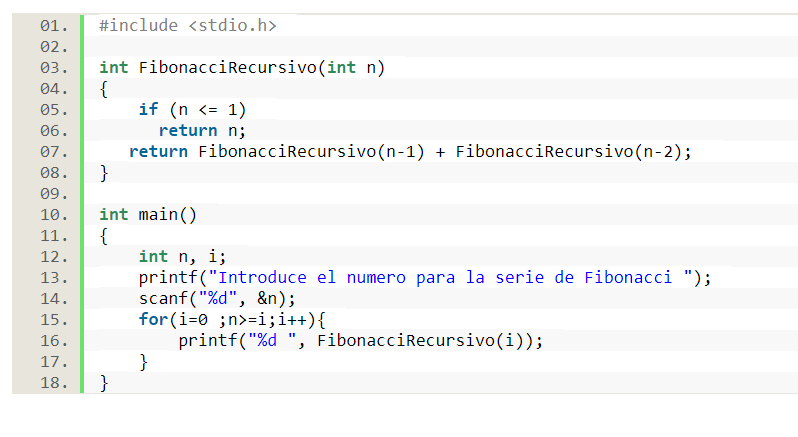 01. #include <stdio.h>
02.
03. int FibonacciRecursivo(int n)
04. {
05.     if (n <= 1)
06.       return n;
07.    return FibonacciRecursivo(n-1) + FibonacciRecursivo(n-2);
08. }
09.
10. int main()
11. {
12.     int n, i;
13.     printf("Introduce el numero para la serie de Fibonacci ");
14.     scanf("%d", &n);
15.     for(i=0 ;n>=i;i++){
16.         printf("%d ", FibonacciRecursivo(i));
17.     }
18. }